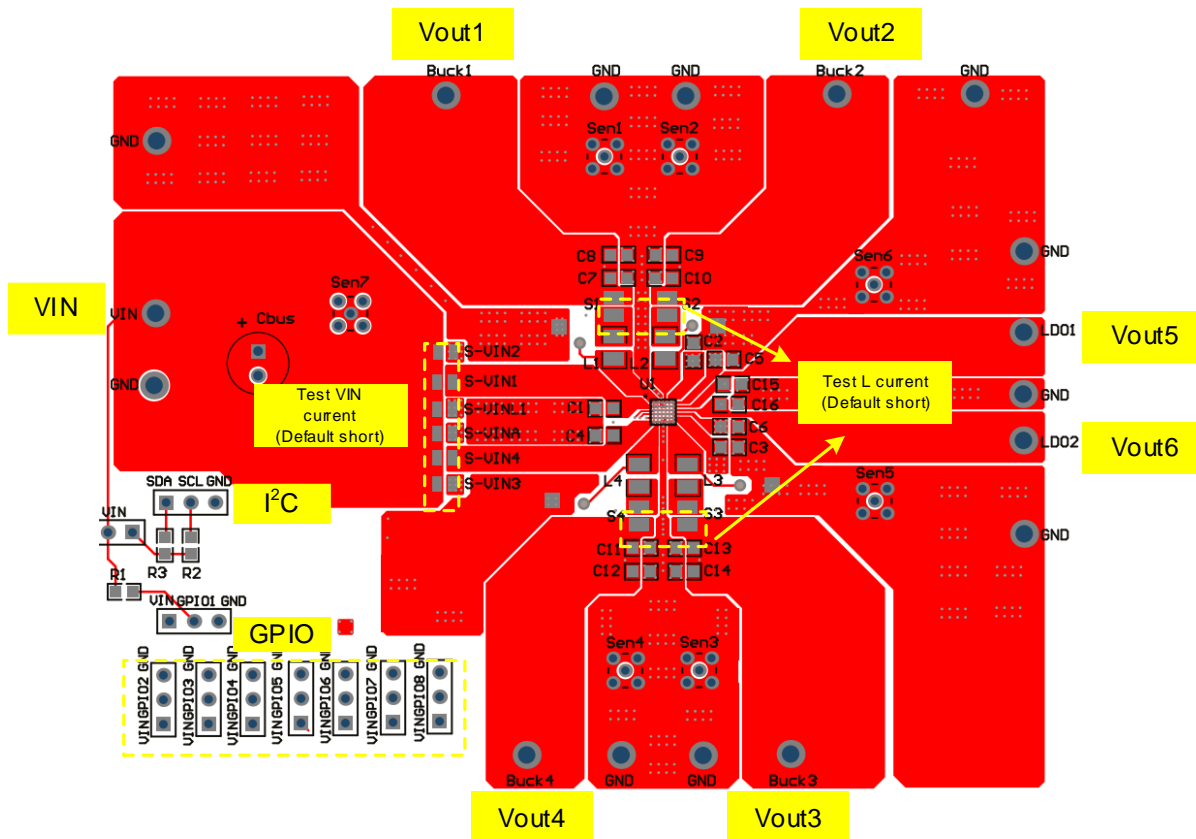 Vout1
Vout2
Buck1
GND
GND
Buck2
GND
GND
Sen1
Sen2
GND
C8
C9
C7
C10
Sen6
Sen7
VIN
VIN
+ Cbus
S1
S2
LDO1
Vout5
S-VIN2
C2
C5
L1
L2
U1
GND
Test VIN
current
(Default short)
S-VIN1
S-VINL1
S-VINA
S-VIN4
S-VIN3
C1
C4
C15
C16
C6
C3
Test L current
(Default short)
GND
LDO2
Vout6
L4
L3
Sen5
SDA SCL GND
I²C
VIN
S4
S3
GND
R3
R2
C11
C13
R1
C12
C14
VIN GPIO1 GND
GPIO
Sen4
Sen3
VIN GPIO2 GND
VIN GPIO3 GND
VIN GPIO4 GND
VIN GPIO5 GND
VIN GPIO6 GND
VIN GPIO7 GND
VIN GPIO8 GND
Buck4
GND
GND
Buck3
Vout4
Vout3